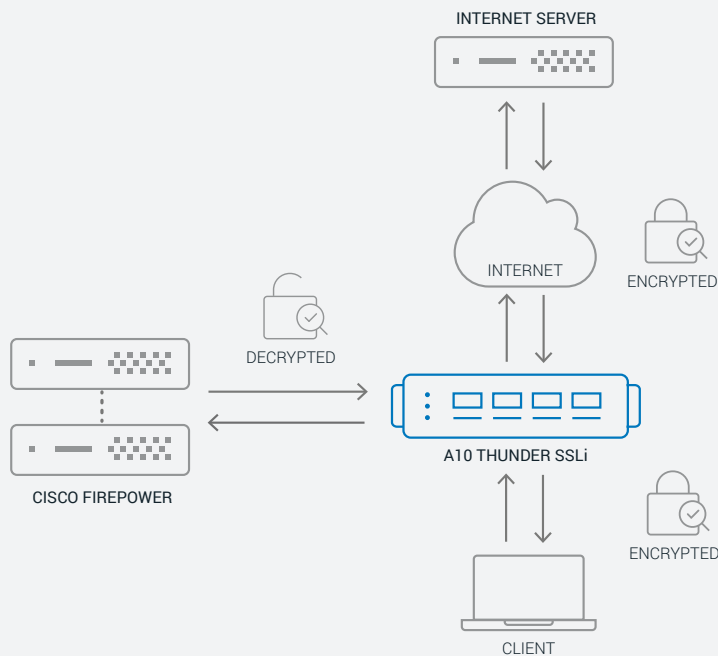 INTERNET SERVER
INTERNET
ENCRYPTED
DECRYPTED
A10 THUNDER SSLi
CISCO FIREPOWER
ENCRYPTED
CLIENT